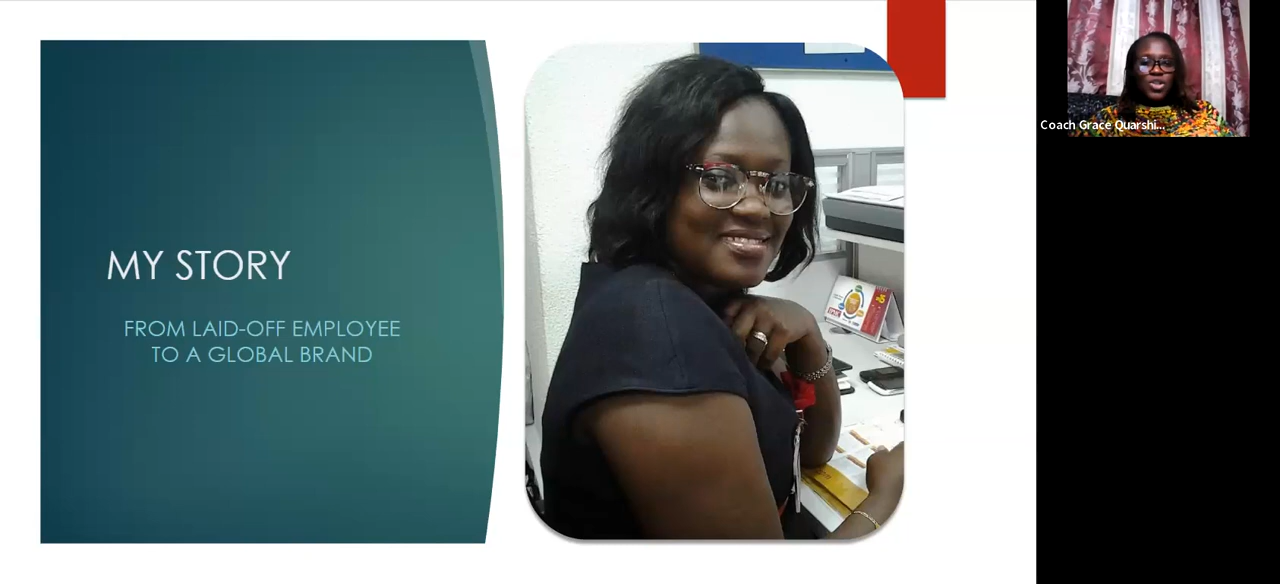 MY STORY
FROM LAID-OFF EMPLOYEE
TO A GLOBAL BRAND
Coach Grace Quarshi...